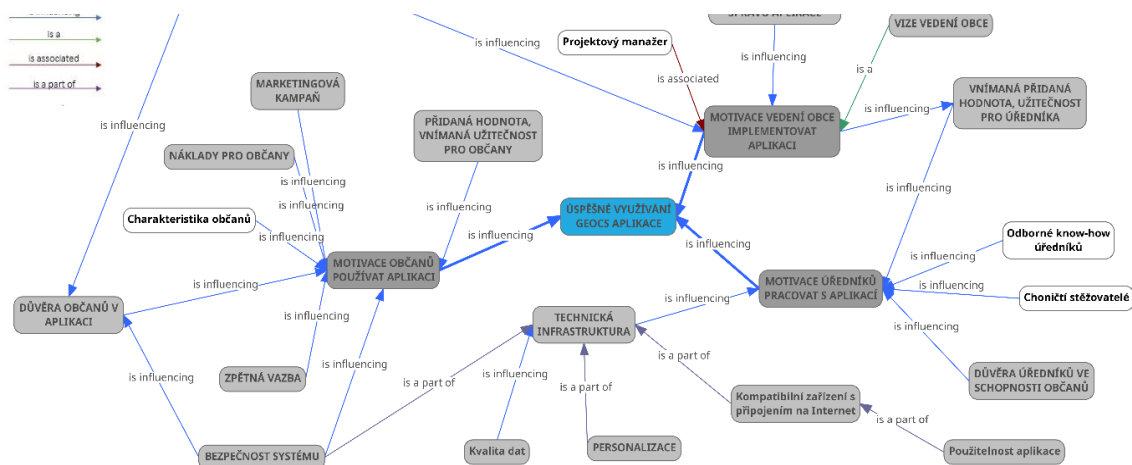 is influencing
is a
is associated
is a part of
SPRÁVU APLIKACE
VIZE VEDENÍ OBCE
Projektový manažer
is influencing
is influencing
is a
is associated
MARKETINGOVÁ
KAMPAŇ
VNÍMANÁ PŘIDANÁ
HODNOTA, UŽITEČNOST
PRO ÚŘEDNÍKA
is influencing
is influencing
PŘIDANÁ HODNOTA,
VNÍMANÁ UŽITEČNOST
PRO OBČANY
MOTIVACE VEDENÍ OBCE
IMPLEMENTOVAT
APLIKACI
NÁKLADY PRO OBČANY
is influencing
is influencing
is influencing
is influencing
Charakteristika občanů
is influencing
is influencing
ÚSPĚŠNÉ VYUŽÍVÁNÍ
GEOCS APLIKACE
is influencing
is influencing
Odborné know-how
úředníků
is influencing
MOTIVACE OBČANŮ
POUŽÍVAT APLIKACI
is influencing
MOTIVACE ÚŘEDNÍKŮ
PRACOVAT S APLIKACÍ
is influencing
Choničtí stěžovatelé
DŮVĚRA OBČANŮ V
APLIKACI
is influencing
TECHNICKÁ
INFRASTRUKTURA
is influencing
is influencing
is influencing
is a part of
ZPĚTNÁ VAZBA
is influencing
is influencing
is a part of
is influencing
is a part of
DŮVĚRA ÚŘEDNÍKŮ VE
SCHOPNOSTI OBČANŮ
Kompatibilní zařízení s
připojením na Internet
is a part of
BEZPEČNOST SYSTÉMU
Kvalita dat
PERSONALIZACE
Použitelnost aplikace